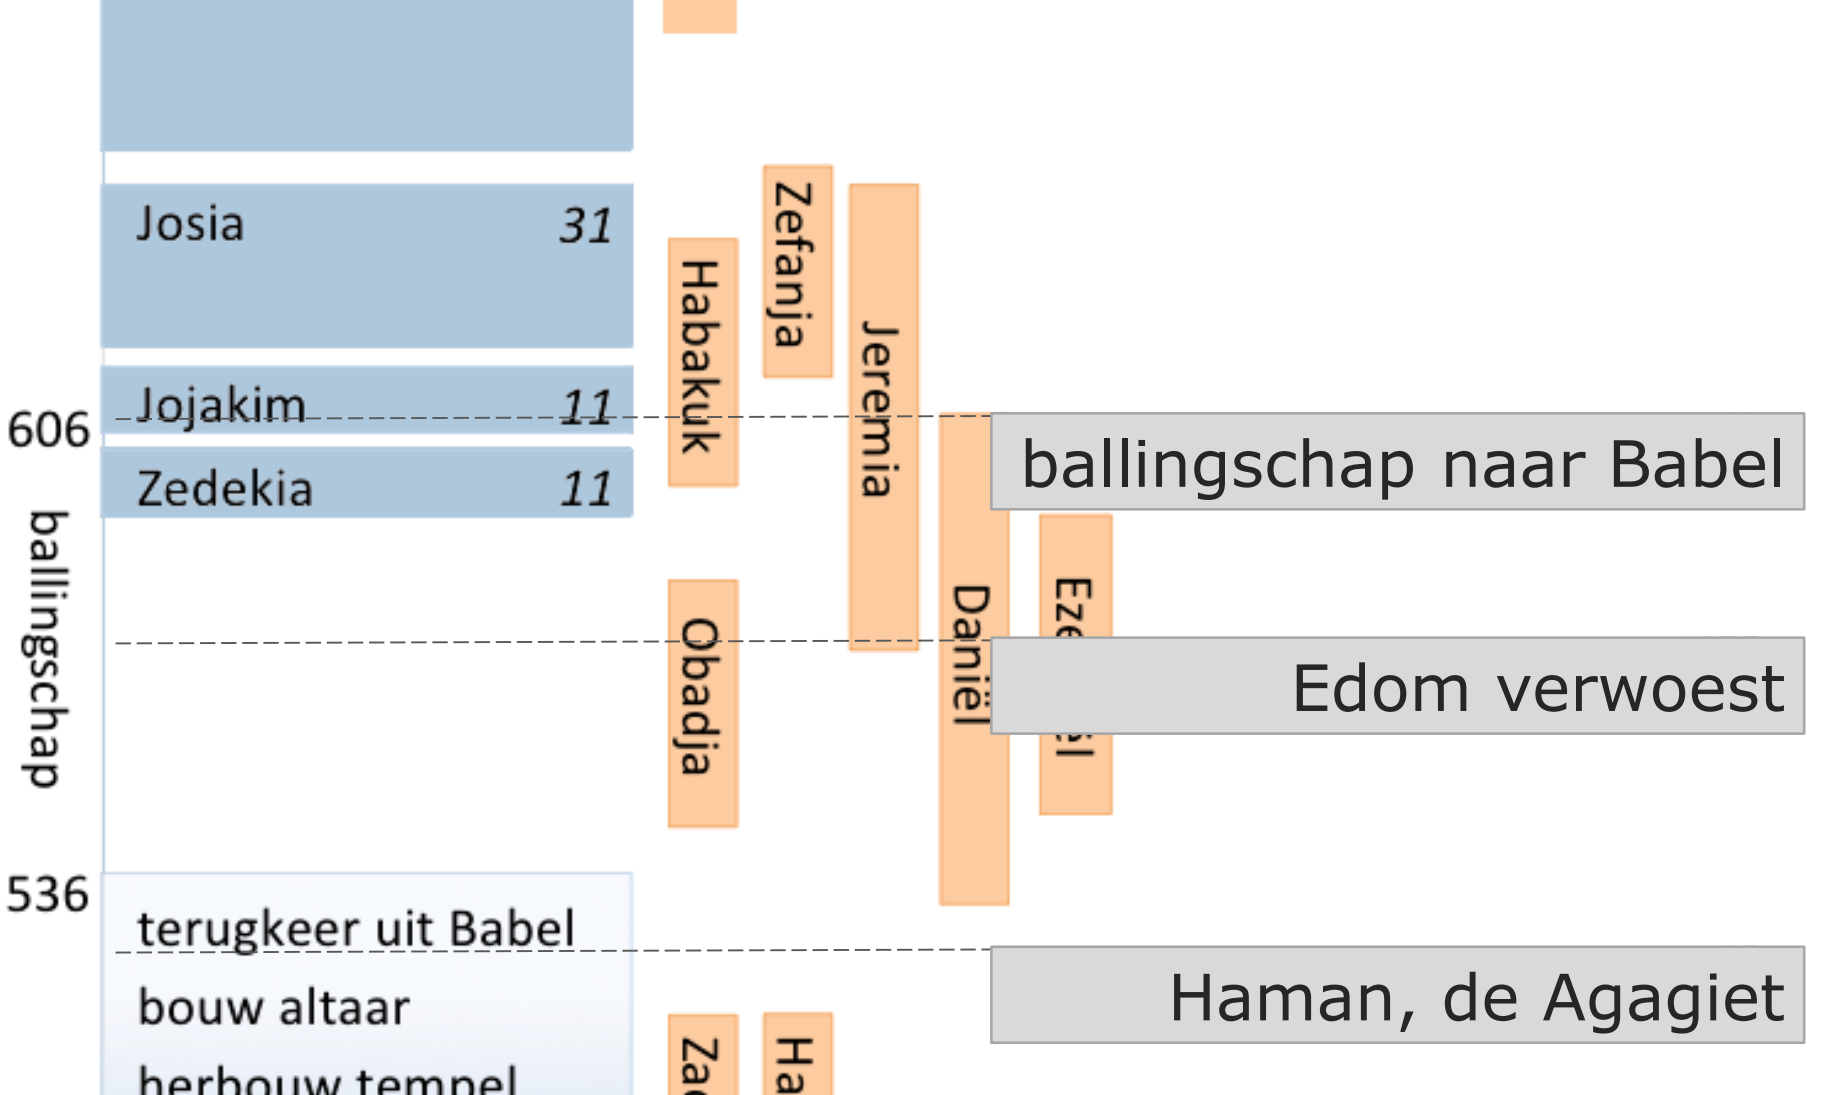 Josia 31
Zefanja
Habakuk
Jeremia
Jojakim 11
606
ballingschap naar Babel
Zedekia 11
ballingschap
Daniël
Obadja
Edom verwoest
536
terugkeer uit Babel
Haman, de Agagiet
bouw altaar
herbouw tempel